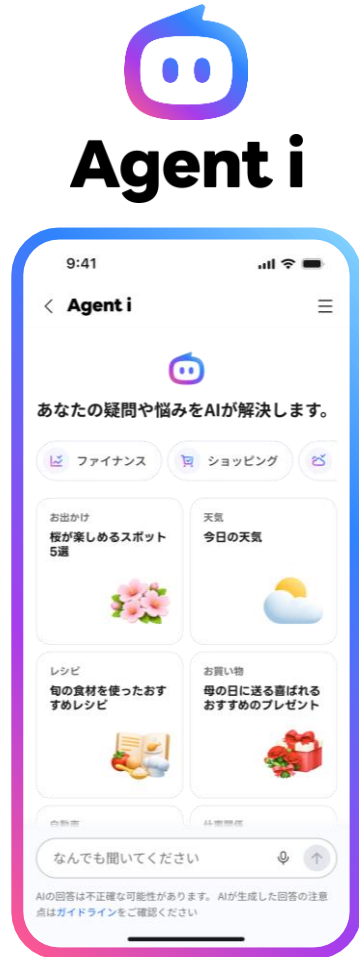 Agent i
9:41
Agent i
あなたの疑問や悩みをAIが解決します。
ファイナンス
ショッピング
お出かけ
桜が楽しめるスポット
5選
天気
今日の天気
レシピ
旬の食材を使ったおす
すめレシピ
お買い物
母の日に送る喜ばれる
おすすめのプレゼント
自動車
仕事関係
なんでも聞いてください
AIの回答は不正確な可能性があります。AIが生成した回答の注意
点はガイドラインをご確認ください